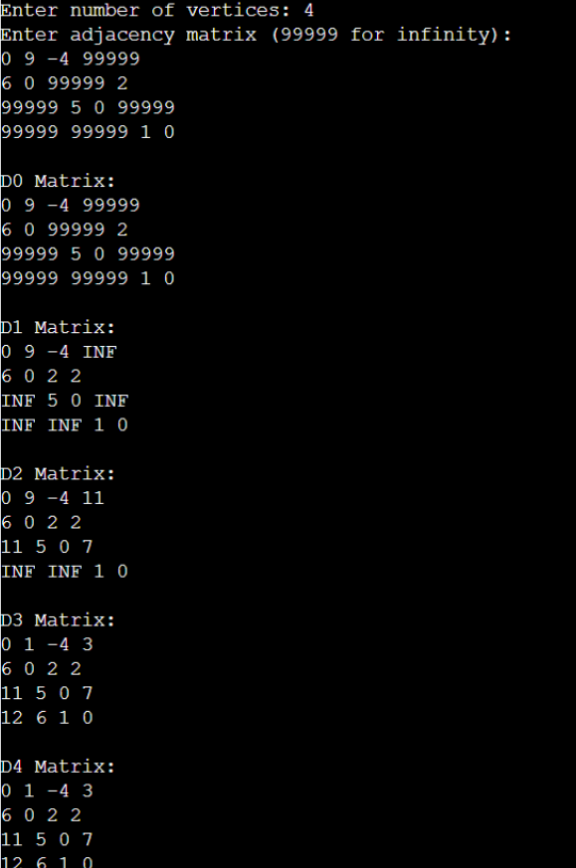 Enter number of vertices: 4
Enter adjacency matrix (99999 for infinity):
0 9 -4 99999
6 0 99999 2
99999 5 0 99999
99999 99999 1 0
D0 Matrix:
0 9 -4 99999
6 0 99999 2
99999 5 0 99999
99999 99999 1 0
D1 Matrix:
0 9 -4 INF
6 0 2 2
INF 5 0 INF
INF INF 1 0
D2 Matrix:
0 9 -4 11
6 0 2 2
11 5 0 7
INF INF 1 0
D3 Matrix:
0 1 -4 3
6 0 2 2
11 5 0 7
12 6 1 0
D4 Matrix:
0 1 -4 3
6 0 2 2
11 5 0 7
12 6 1 0